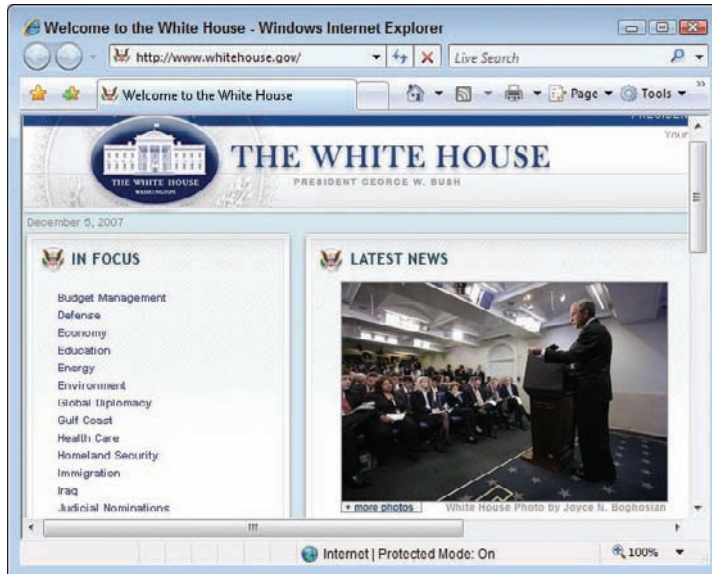 Welcome to the White House - Windows Internet Explorer
http://www.whitehouse.gov/
Live Search
Welcome to the White House
Page
Tools
Your
THE WHITE HOUSE
WASHINGTON
THE WHITE HOUSE
PRESIDENT GEORGE W. BUSH
IN FOCUS
Budget Management
Defense
Economy
Education
Energy
Environment
Global Diplomacy
Gulf Coast
Health Care
Homeland Security
Immigration
Iraq
Judicial Nominations
LATEST NEWS
+ more photos
White House Photo by Joyce N. Boghosian
Internet | Protected Mode: On
100%